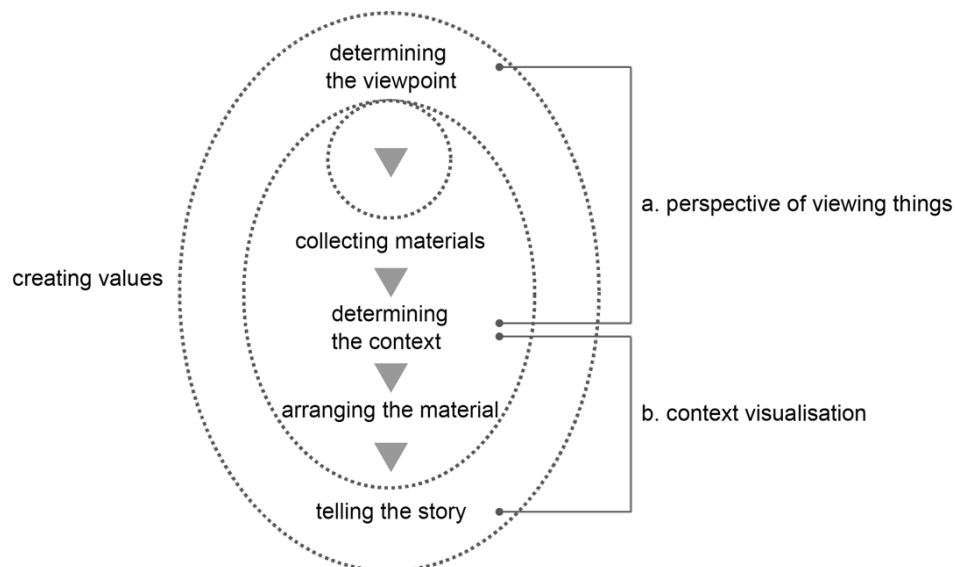 determining
the viewpoint
a. perspective of viewing things
collecting materials
creating values
determining
the context
arranging the material
b. context visualisation
telling the story